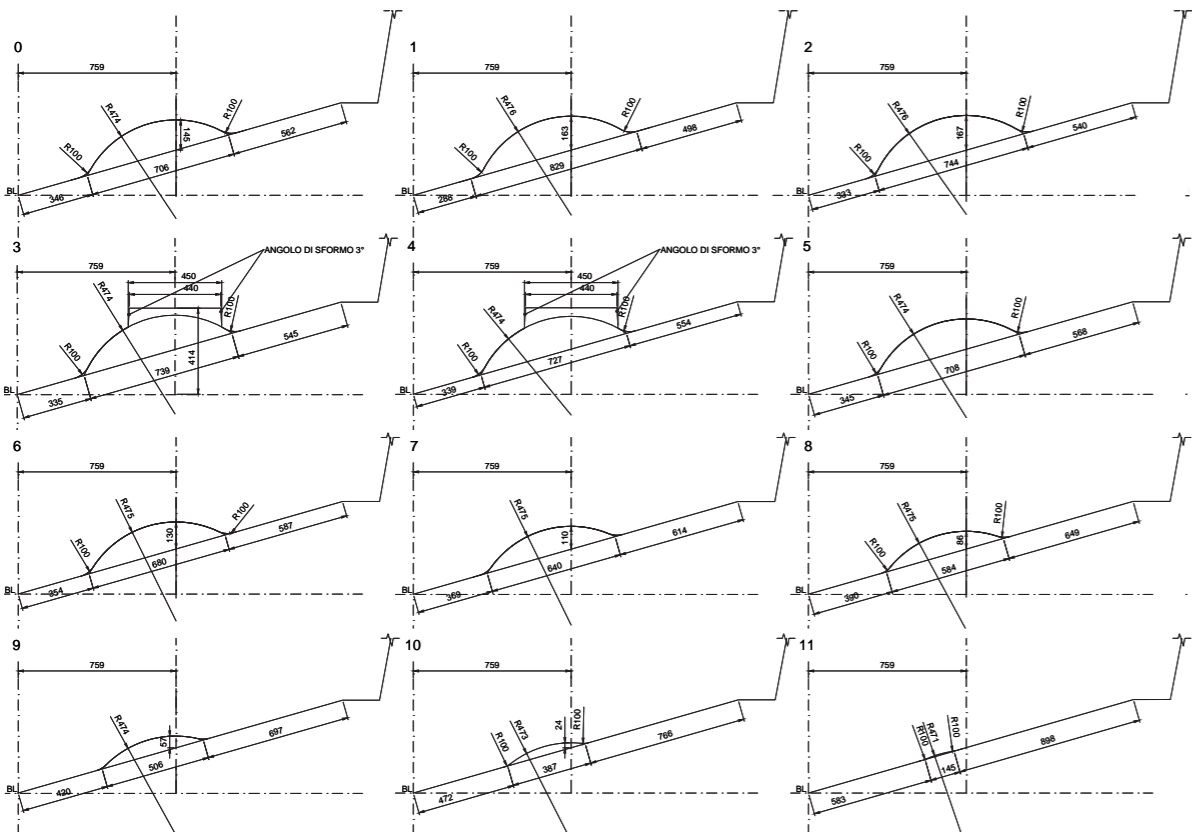 0
759
R474
R100
R100
145
562
706
346
BL
1
759
R476
R100
R100
163
498
829
288
BL
2
759
R476
R100
R100
167
540
744
333
BL
3
759
ANGOLO DI SFORMO 3°
450
440
R474
R100
R100
414
545
739
335
BL
4
759
ANGOLO DI SFORMO 3°
450
440
R474
R100
R100
554
727
339
BL
5
759
R474
R100
R100
568
708
345
BL
6
759
R475
R100
R100
130
587
680
354
BL
7
759
R475
110
614
640
369
BL
8
759
R475
R100
R100
86
649
584
390
BL
9
759
R474
57
697
506
420
BL
10
759
R473
R100
R100
24
766
387
472
BL
11
759
R100
R471
R100
898
145
583
BL